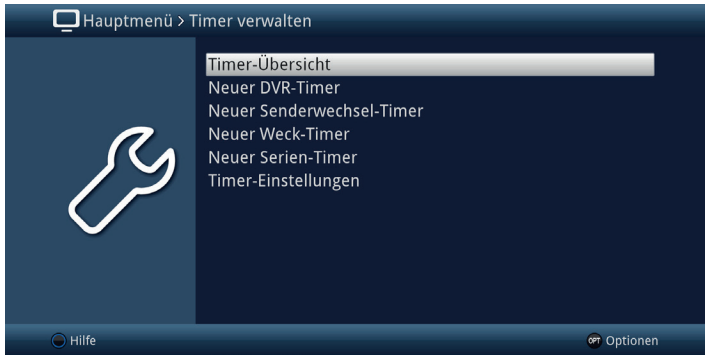 Hauptmenü > Timer verwalten
Timer-Übersicht
Neuer DVR-Timer
Neuer Senderwechsel-Timer
Neuer Weck-Timer
Neuer Serien-Timer
Timer-Einstellungen
Hilfe
OPT Optionen